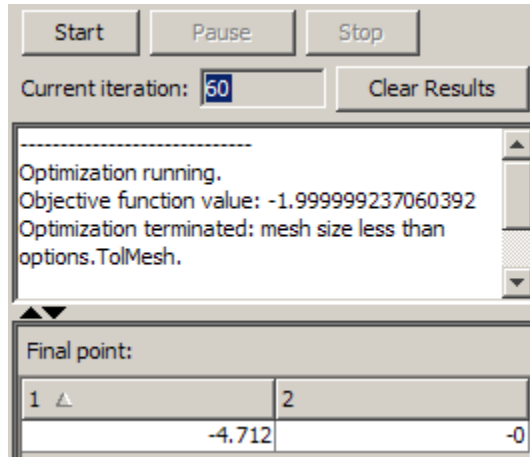 Start Pause Stop
Current iteration: 60 Clear Results
------------------------------
Optimization running.
Objective function value: -1.999999237060392
Optimization terminated: mesh size less than
options.TolMesh.
Final point:
1 2
-4.712 -0